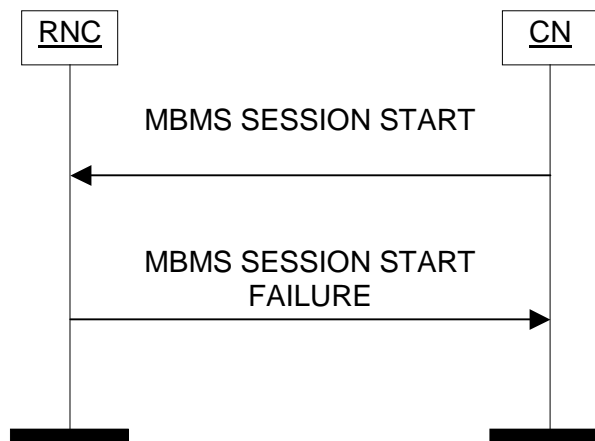 RNC
CN
MBMS SESSION START
MBMS SESSION START
FAILURE